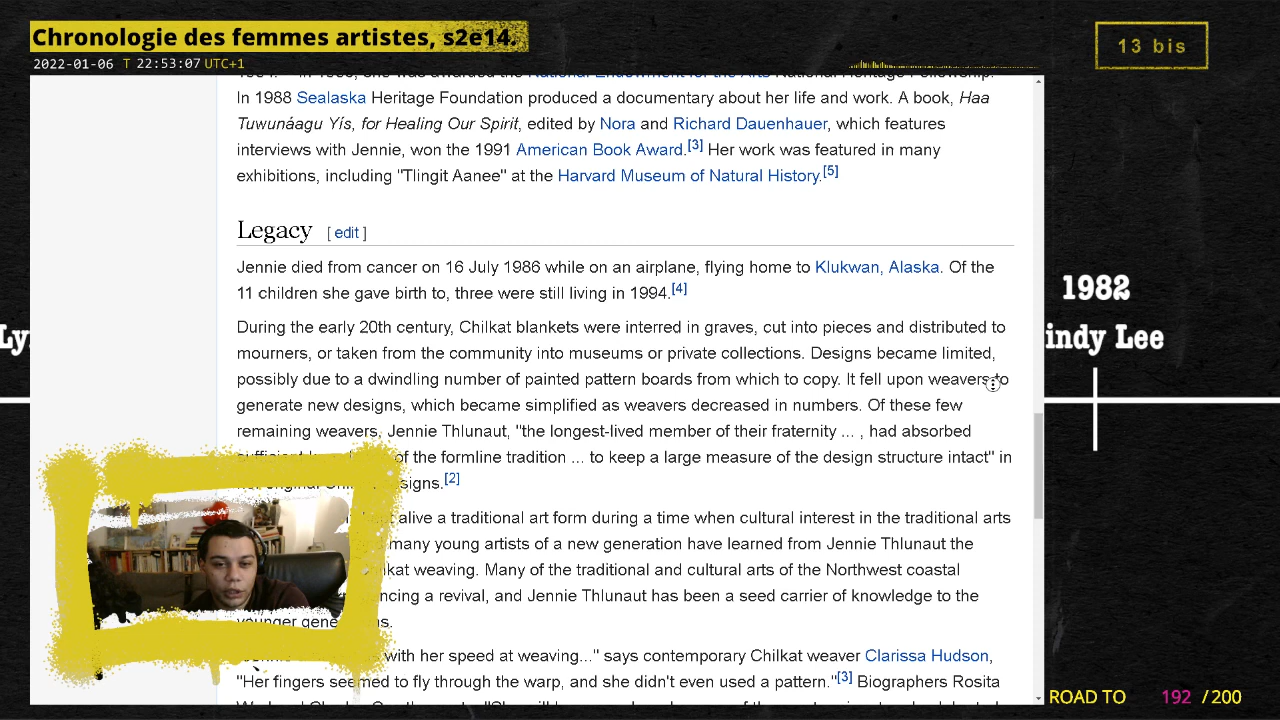 Chronologie des femmes artistes, s2e14.
2022-01-06 T 22:53:07 UTC+1
13 bis
In 1988 Sealaska Heritage Foundation produced a documentary about her life and work. A book, Haa
Tuwunáagu Yís, for Healing Our Spirit, edited by Nora and Richard Dauenhauer, which features
interviews with Jennie, won the 1991 American Book Award.[3] Her work was featured in many
exhibitions, including "Tlingit Aanee" at the Harvard Museum of Natural History.[5]
Legacy [ edit ]
Jennie died from cancer on 16 July 1986 while on an airplane, flying home to Klukwan, Alaska. Of the
11 children she gave birth to, three were still living in 1994.[4]
During the early 20th century, Chilkat blankets were interred in graves, cut into pieces and distributed to
mourners, or taken from the community into museums or private collections. Designs became limited,
possibly due to a dwindling number of painted pattern boards from which to copy. It fell upon weavers to
generate new designs, which became simplified as weavers decreased in numbers. Of these few
remaining weavers, Jennie Thlunaut, "the longest-lived member of their fraternity ... , had absorbed
of the formline tradition ... to keep a large measure of the design structure intact" in
[2]
alive a traditional art form during a time when cultural interest in the traditional arts
many young artists of a new generation have learned from Jennie Thlunaut the
weaving. Many of the traditional and cultural arts of the Northwest coastal
a revival, and Jennie Thlunaut has been a seed carrier of knowledge to the
younger
with her speed at weaving..." says contemporary Chilkat weaver Clarissa Hudson,
"Her fingers seemed to fly through the warp, and she didn't even used a pattern."[3] Biographers Rosita
1982
indy Lee
Ly
ROAD TO 192 / 200